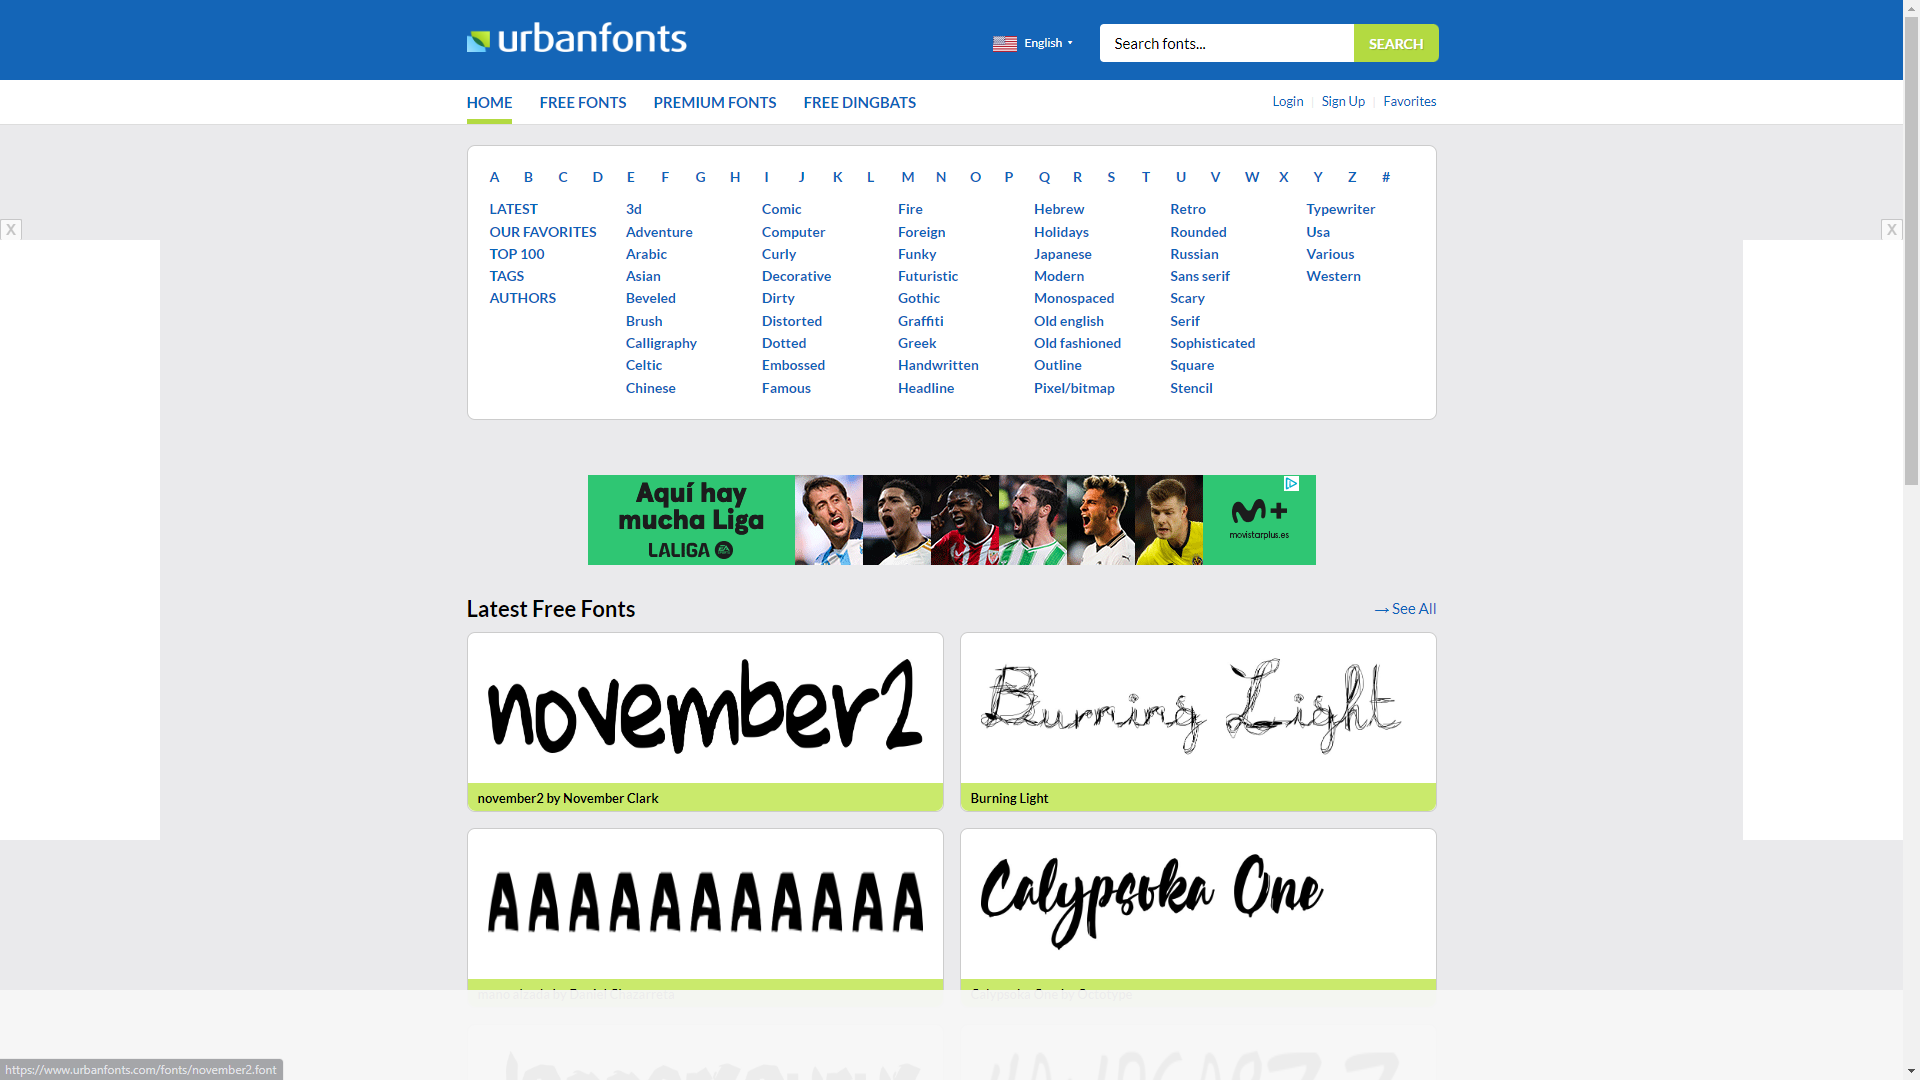 urbanfonts
English
Search fonts...
SEARCH
HOME FREE FONTS PREMIUM FONTS FREE DINGBATS
Login Sign Up Favorites
A B C D E F G H I J K L M N O P Q R S T U V W X Y Z #
LATEST
OUR FAVORITES
TOP 100
TAGS
AUTHORS
3d
Adventure
Arabic
Asian
Beveled
Brush
Calligraphy
Celtic
Chinese
Comic
Computer
Curly
Decorative
Dirty
Distorted
Dotted
Embossed
Famous
Fire
Foreign
Funky
Futuristic
Gothic
Graffiti
Greek
Handwritten
Headline
Hebrew
Holidays
Japanese
Modern
Monospaced
Old english
Old fashioned
Outline
Pixel/bitmap
Retro
Rounded
Russian
Sans serif
Scary
Serif
Sophisticated
Square
Stencil
Typewriter
Usa
Various
Western
X
X
Aquí hay
mucha Liga
LALIGA
movistarplus.es
Latest Free Fonts
→ See All
november2
november2 by November Clark
Burning Light
Burning Light
AAAAAAAAAAA
mano alzada by Daniel Chazarreta
Calypsoka One
Calypsoka One by Octotype
https://www.urbanfonts.com/fonts/november2.font